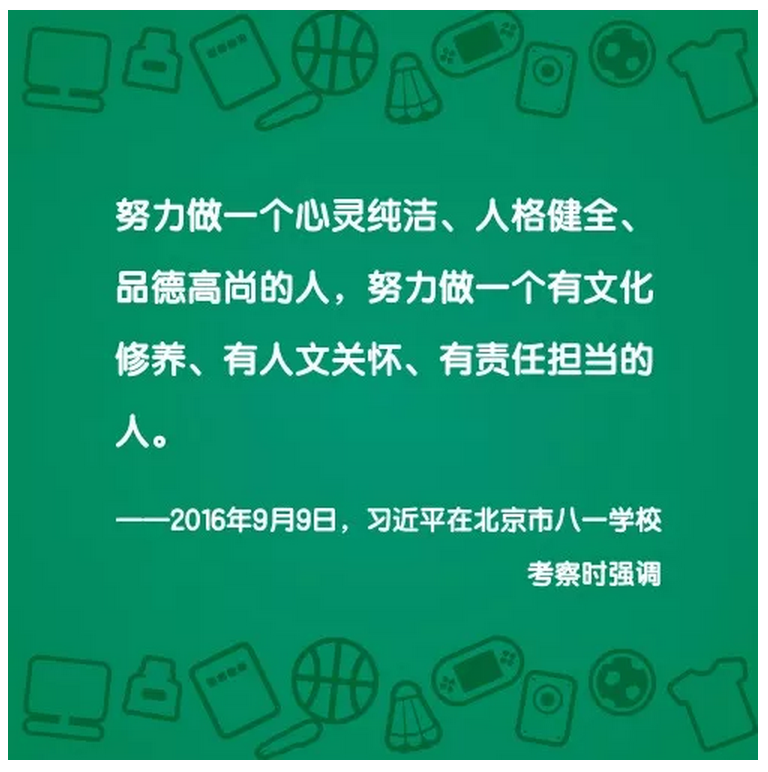 努力做一个心灵纯洁、人格健全、
品德高尚的人，努力做一个有文化
修养、有人文关怀、有责任担当的
人。
——2016年9月9日，习近平在北京市八一学校
考察时强调